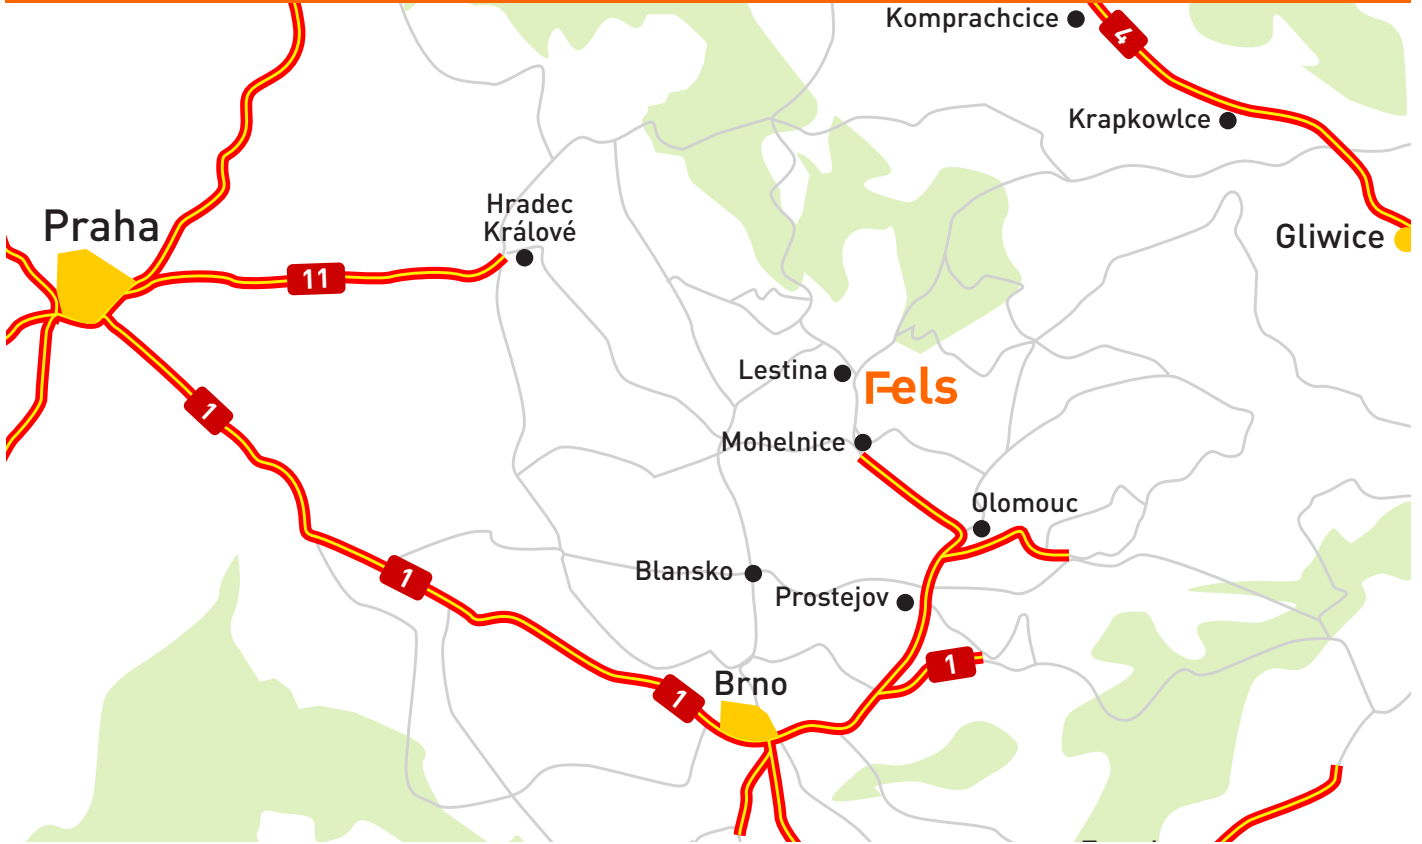 Komprachcice
4
Krapkowlce
Hradec
Králové
Praha
Gliwice
11
Lestina
Fels
1
Mohelnice
Olomouc
1
Blansko
Prostejov
1
1
Brno